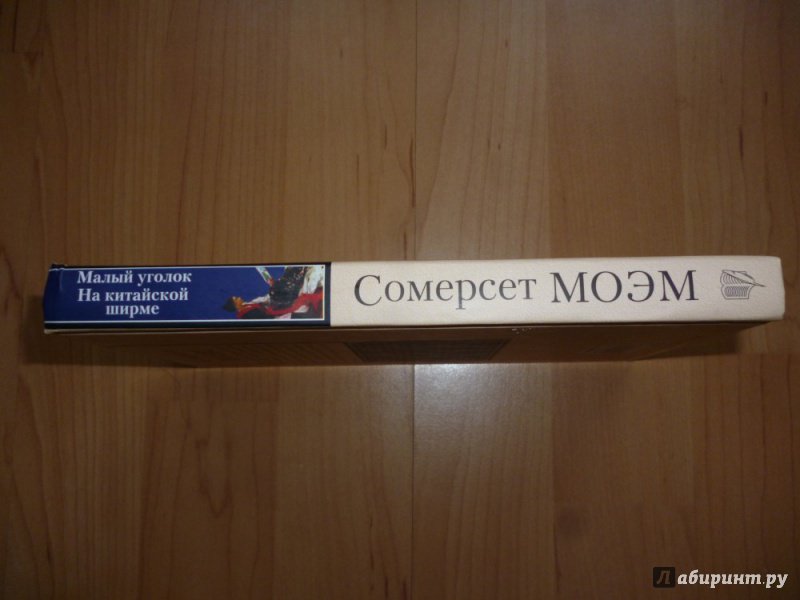 Малый уголок
На китайской
ширме
Сомерсет МОЭМ
Лабиринт.ру